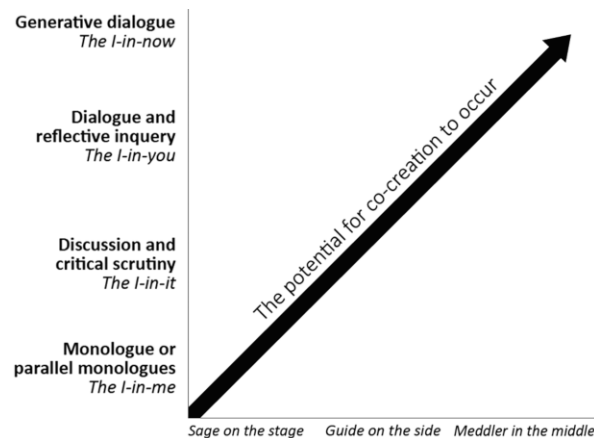 Generative dialogue
The I-in-now
Dialogue and
reflective inquery
The I-in-you
Discussion and
critical scrutiny
The I-in-it
Monologue or
parallel monologues
The I-in-me
The potential for co-creation to occur
Sage on the stage
Guide on the side
Meddler in the middle